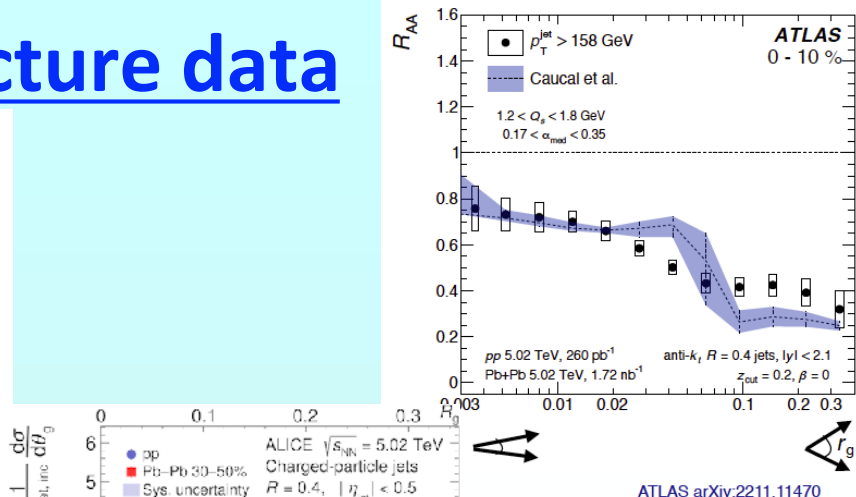 cture data
R_AA
1.6
1.4
1.2
1
0.8
0.6
0.4
0.2
0
p_T^jet > 158 GeV
Caucal et al.
1.2 < Q_s < 1.8 GeV
0.17 < α_med < 0.35
ATLAS
0 - 10 %
pp 5.02 TeV, 260 pb⁻¹
Pb+Pb 5.02 TeV, 1.72 nb⁻¹
anti-k_t R = 0.4 jets, |y| < 2.1
z_cut = 0.2, β = 0
0.003 0.01 0.02 0.1 0.2 0.3
r_g
ATLAS arXiv:2211.11470
0 0.1 0.2 0.3 R_g
dσ
dθ_g
1
et, inc
6
5
pp
Pb–Pb 30–50%
Sys. uncertainty
ALICE √s_NN = 5.02 TeV
Charged-particle jets
R = 0.4, | η | < 0.5